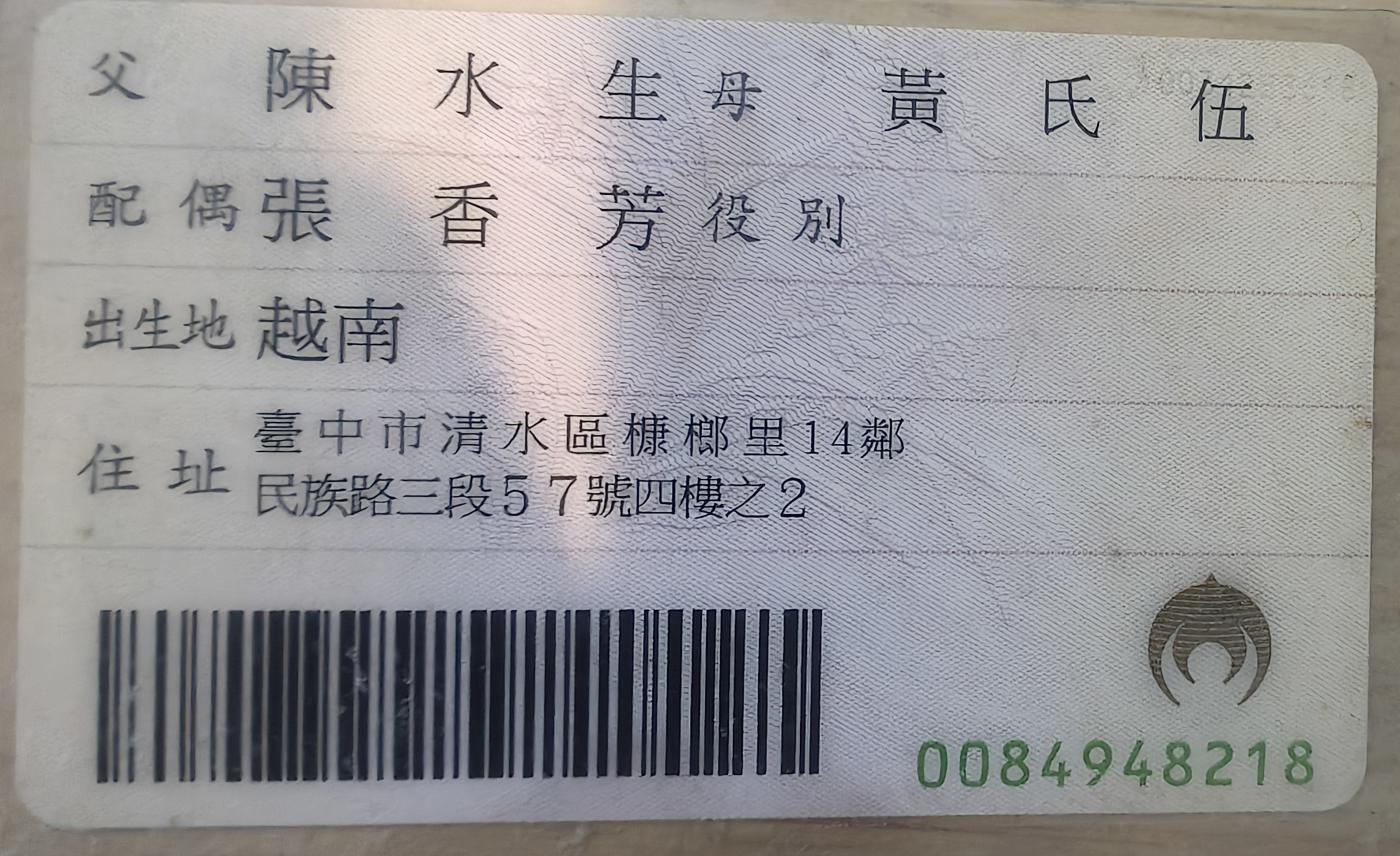 父 陳水生 母 黃氏伍
配偶 張香芳 役別
出生地 越南
住址 臺中市清水區槺榔里14鄰
民族路三段57號四樓之2
0084948218